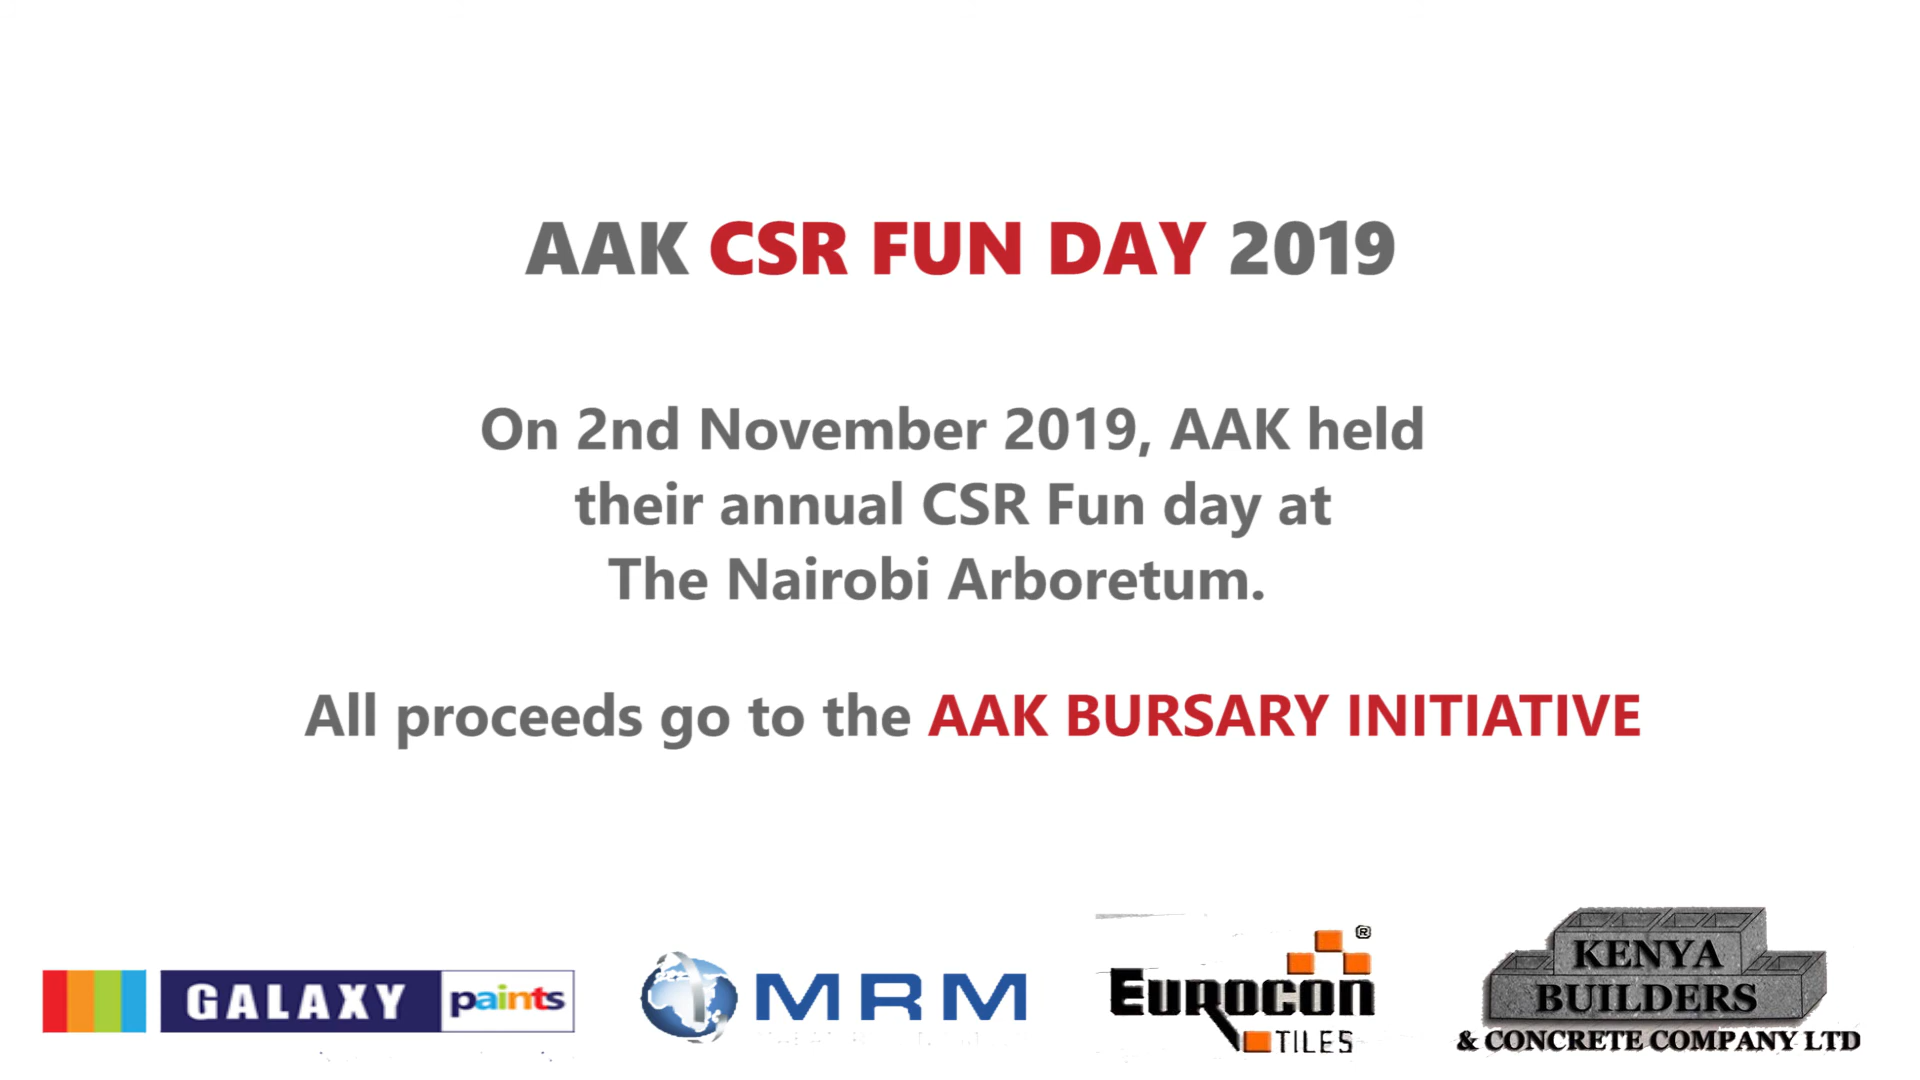 AAK CSR FUN DAY 2019
On 2nd November 2019, AAK held
their annual CSR Fun day at
The Nairobi Arboretum.
All proceeds go to the AAK BURSARY INITIATIVE
GALAXY paints
MRM
EUROCON ®
TILES
KENYA
BUILDERS
& CONCRETE COMPANY LTD